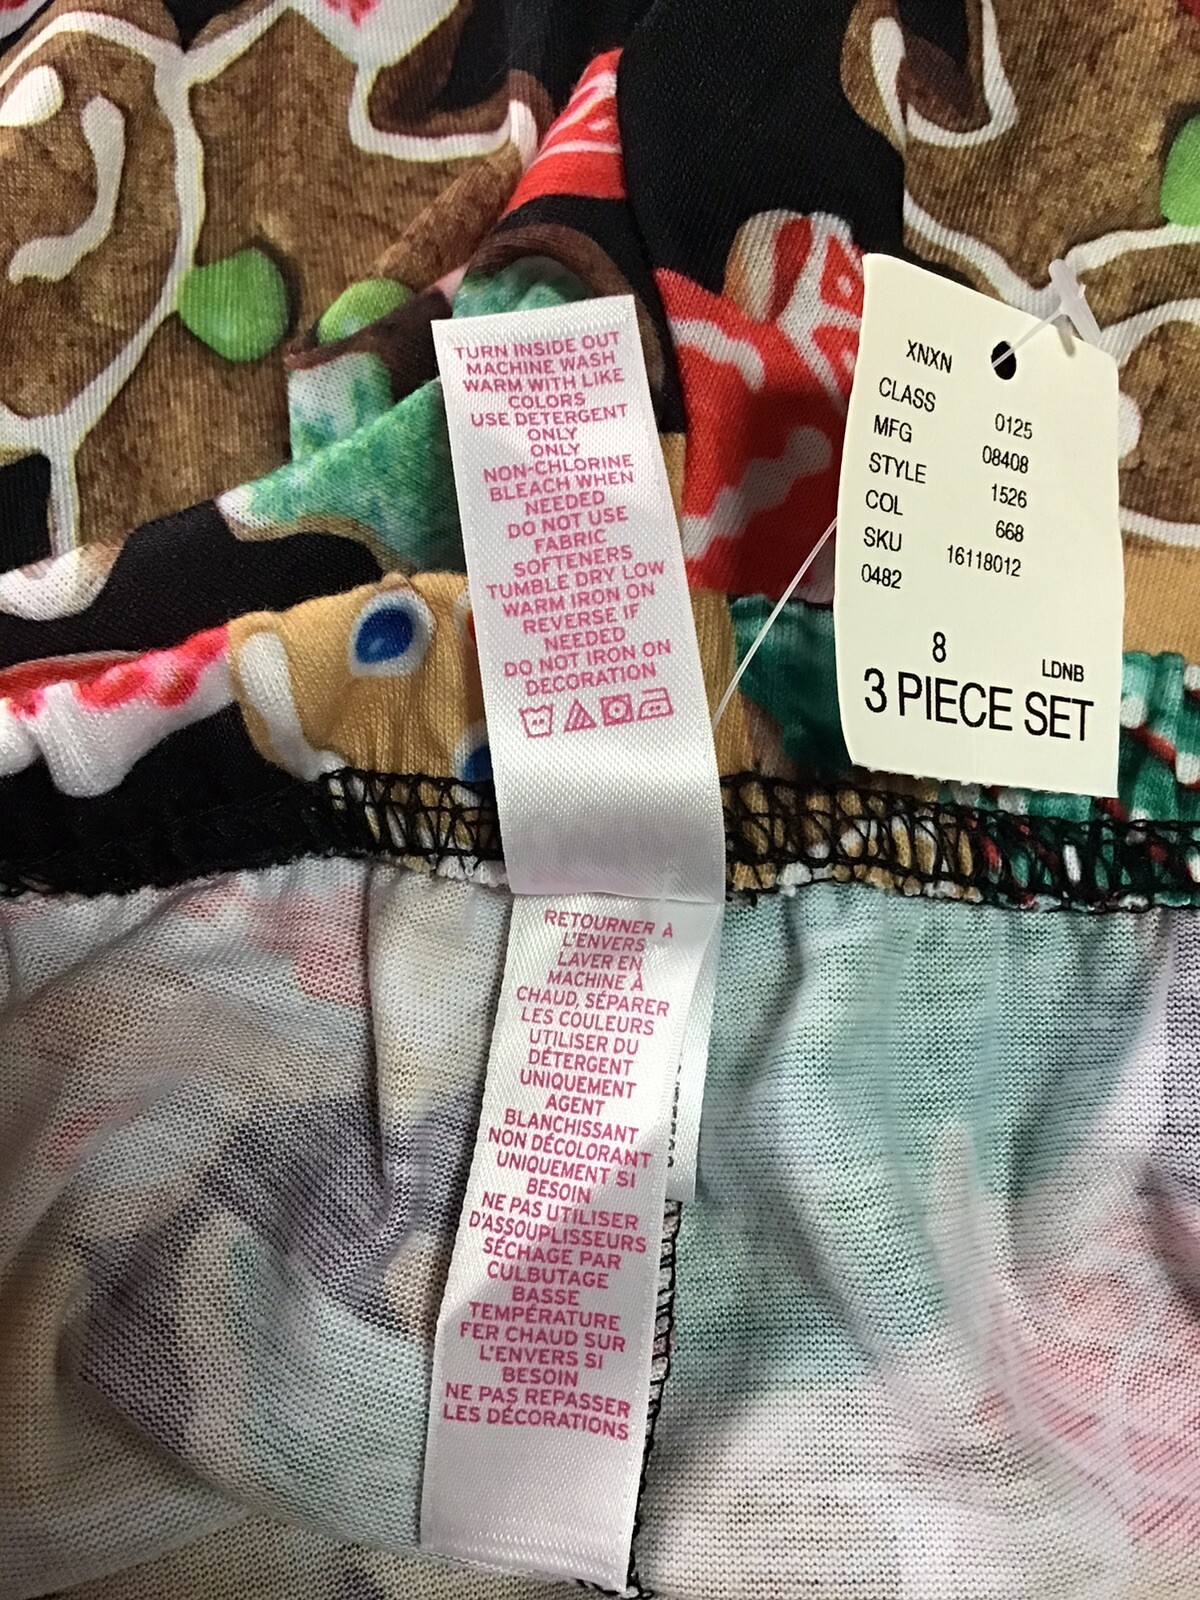 TURN INSIDE OUT
MACHINE WASH
WARM WITH LIKE
COLORS
USE DETERGENT
ONLY
ONLY
NON-CHLORINE
BLEACH WHEN
NEEDED
DO NOT USE
FABRIC
SOFTENERS
TUMBLE DRY LOW
WARM IRON ON
REVERSE IF
NEEDED
DO NOT IRON ON
DECORATION
RETOURNER À
L'ENVERS
LAVER EN
MACHINE À
CHAUD, SÉPARER
LES COULEURS
UTILISER DU
DÉTERGENT
UNIQUEMENT
AGENT
BLANCHISSANT
NON DÉCOLORANT
UNIQUEMENT SI
BESOIN
NE PAS UTILISER
D'ASSOUPLISSEURS
SÉCHAGE PAR
CULBUTAGE
BASSE
TEMPÉRATURE
FER CHAUD SUR
L'ENVERS SI
BESOIN
NE PAS REPASSER
LES DÉCORATIONS
XNXN
CLASS 0125
MFG 08408
STYLE 1526
COL 668
SKU 16118012
0482
8 LDNB
3 PIECE SET